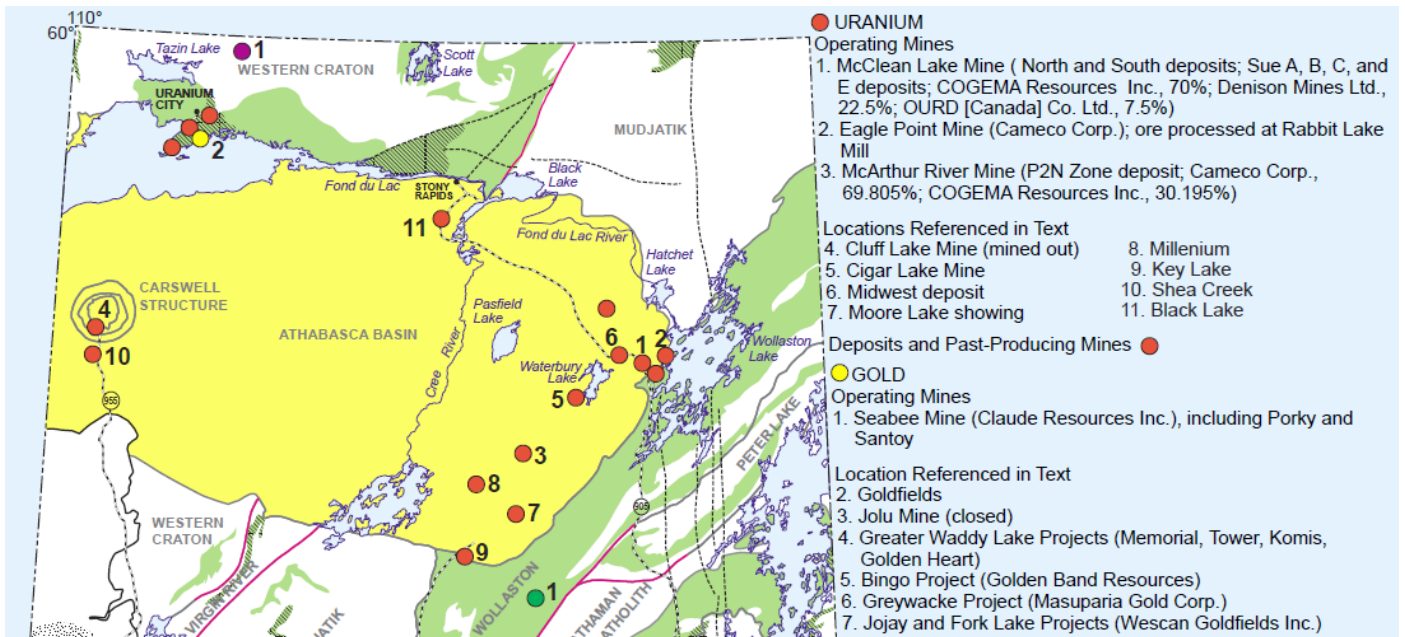 110°
60°
Tazin Lake
1
WESTERN CRATON
Scott
Lake
URANIUM
CITY
2
MUDJATIK
Fond du Lac
STONY
RAPIDS
Black
Lake
11
Fond du Lac River
Hatchet
Lake
CARSWELL
STRUCTURE
4
10
ATHABASCA BASIN
Pasfield
Lake
Cree River
6
1
2
Wollaston
Lake
Waterbury
Lake
5
955
3
8
7
9
PETER LAKE
905
WESTERN
CRATON
VIRGIN RIVER
WOLLASTON
1
URANIUM
Operating Mines
1. McClean Lake Mine ( North and South deposits; Sue A, B, C, and
E deposits; COGEMA Resources Inc., 70%; Denison Mines Ltd.,
22.5%; OURD [Canada] Co. Ltd., 7.5%)
2. Eagle Point Mine (Cameco Corp.); ore processed at Rabbit Lake
Mill
3. McArthur River Mine (P2N Zone deposit; Cameco Corp.,
69.805%; COGEMA Resources Inc., 30.195%)
Locations Referenced in Text
4. Cluff Lake Mine (mined out)
5. Cigar Lake Mine
6. Midwest deposit
7. Moore Lake showing
8. Millenium
9. Key Lake
10. Shea Creek
11. Black Lake
Deposits and Past-Producing Mines
GOLD
Operating Mines
1. Seabee Mine (Claude Resources Inc.), including Porky and
Santoy
Location Referenced in Text
2. Goldfields
3. Jolu Mine (closed)
4. Greater Waddy Lake Projects (Memorial, Tower, Komis,
Golden Heart)
5. Bingo Project (Golden Band Resources)
6. Greywacke Project (Masuparia Gold Corp.)
7. Jojay and Fork Lake Projects (Wescan Goldfields Inc.)